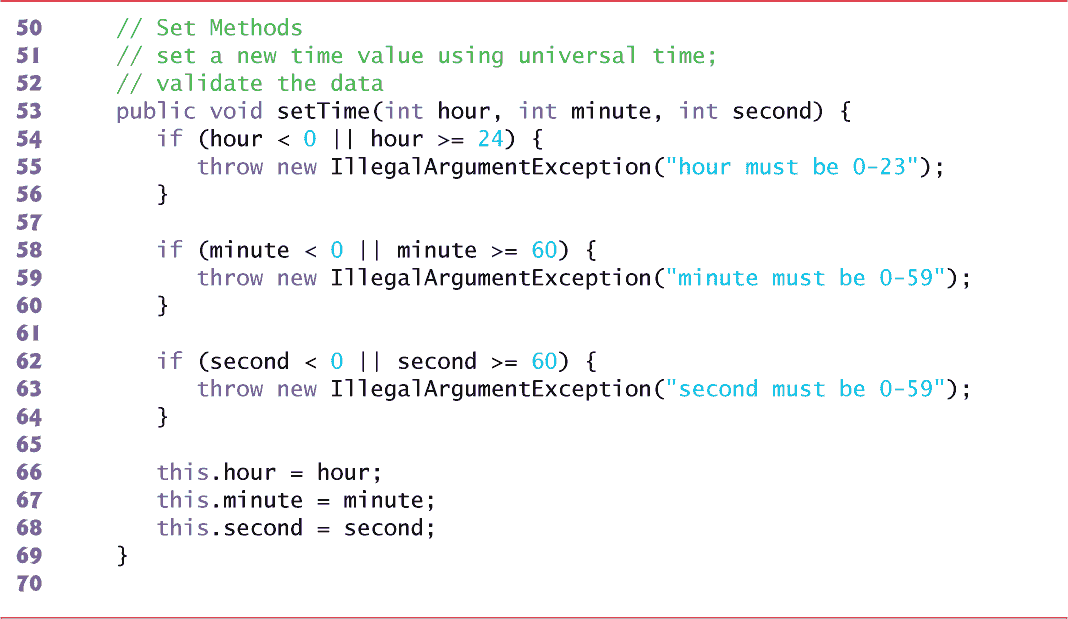 50 // Set Methods
51 // set a new time value using universal time;
52 // validate the data
53 public void setTime(int hour, int minute, int second) {
54 if (hour < 0 || hour >= 24) {
55 throw new IllegalArgumentException("hour must be 0-23");
56 }
57
58 if (minute < 0 || minute >= 60) {
59 throw new IllegalArgumentException("minute must be 0-59");
60 }
61
62 if (second < 0 || second >= 60) {
63 throw new IllegalArgumentException("second must be 0-59");
64 }
65
66 this.hour = hour;
67 this.minute = minute;
68 this.second = second;
69 }
70